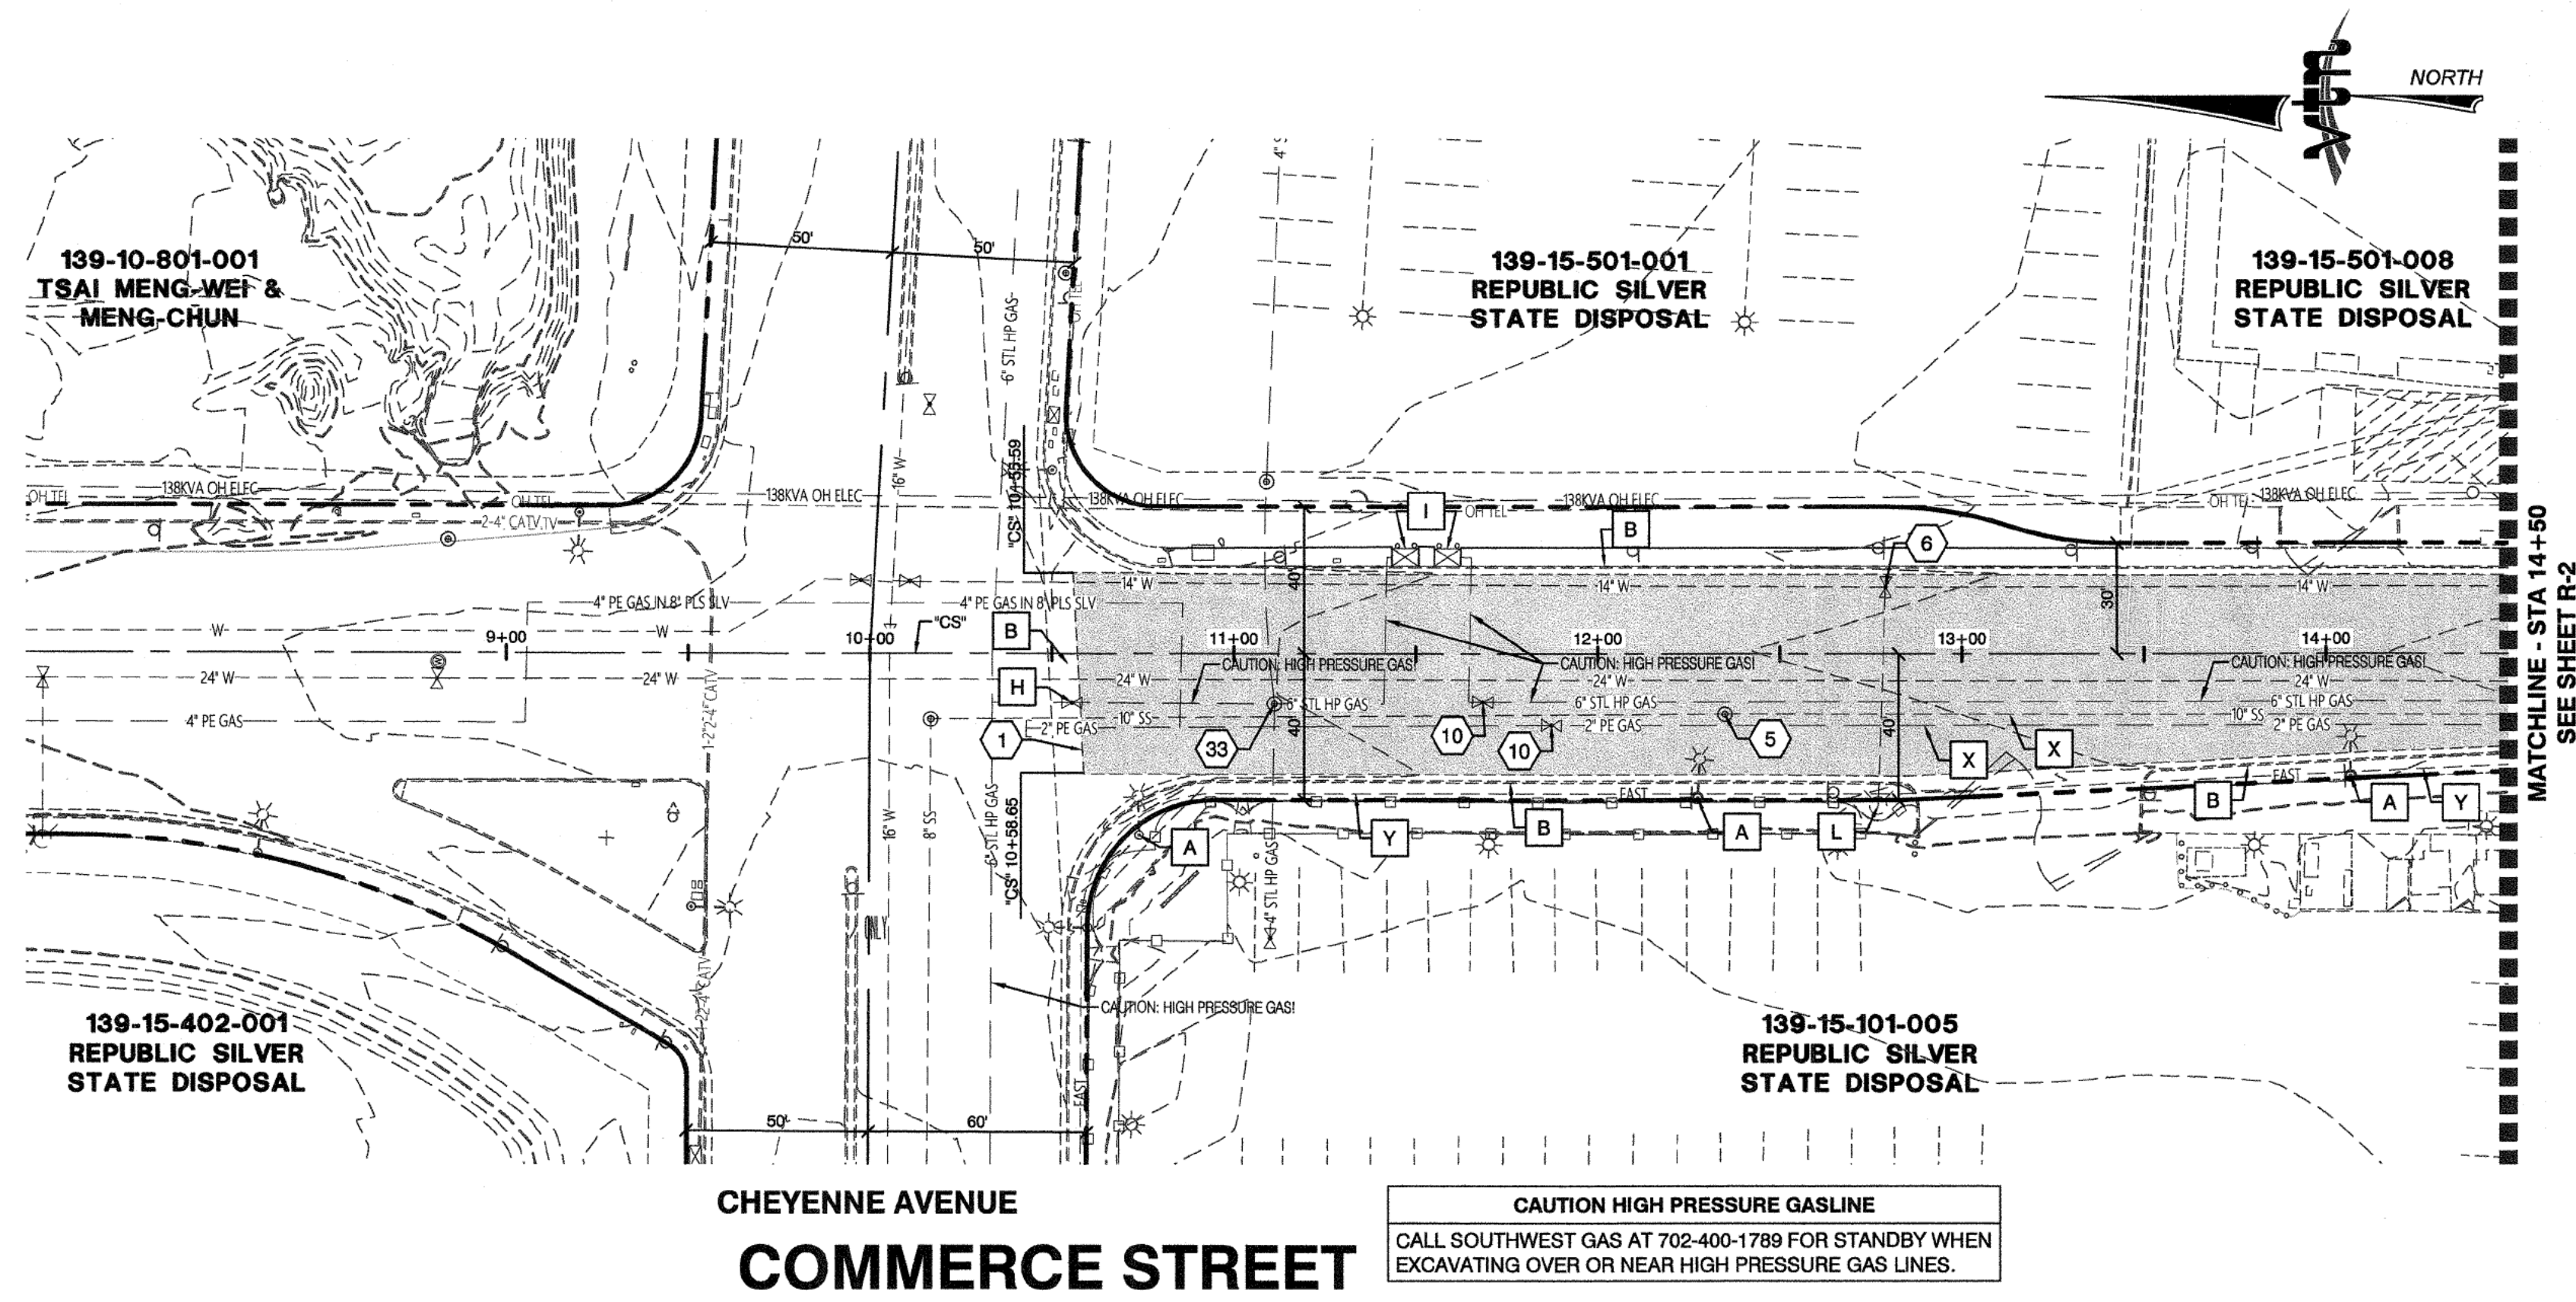 vtn
NORTH
139-10-801-001
TSAI MENG-WEI &
MENG-CHUN
139-15-501-001
REPUBLIC SILVER
STATE DISPOSAL
139-15-501-008
REPUBLIC SILVER
STATE DISPOSAL
50'
50'
4"
6" STL HP GAS
16" W
"CS" 10+55.59
OH TEL
138KVA OH ELEC
OH TEL
2-4" CATV TV
138KVA OH ELEC
138KVA OH ELEC
I
OH TEL
138KVA OH ELEC
B
6
OH TEL
138KVA OH ELEC
14" W
40'
14" W
30'
14" W
4" PE GAS IN 8" PLS SLV
4" PE GAS IN 8" PLS SLV
W
9+00
W
10+00
"CS"
B
11+00
12+00
13+00
14+00
CAUTION: HIGH PRESSURE GAS!
CAUTION: HIGH PRESSURE GAS!
CAUTION: HIGH PRESSURE GAS!
24" W
24" W
H
24" W
24" W
24" W
6" STL HP GAS
6" STL HP GAS
6" STL HP GAS
4" PE GAS
10" SS
10" SS
2" PE GAS
2" PE GAS
2" PE GAS
1
33
40'
10
10
5
40'
X
X
1-2"2-4" CATV
EAST
EAST
A
Y
B
A
L
B
A
Y
16" W
8" SS
6" STL HP GAS
"CS" 10+58.65
4" STL HP GAS
ONLY
CAUTION: HIGH PRESSURE GAS!
EAST
139-15-402-001
REPUBLIC SILVER
STATE DISPOSAL
139-15-101-005
REPUBLIC SILVER
STATE DISPOSAL
50'
60'
MATCHLINE - STA 14+50
SEE SHEET R-2
CHEYENNE AVENUE
COMMERCE STREET
CAUTION HIGH PRESSURE GASLINE
CALL SOUTHWEST GAS AT 702-400-1789 FOR STANDBY WHEN
EXCAVATING OVER OR NEAR HIGH PRESSURE GAS LINES.